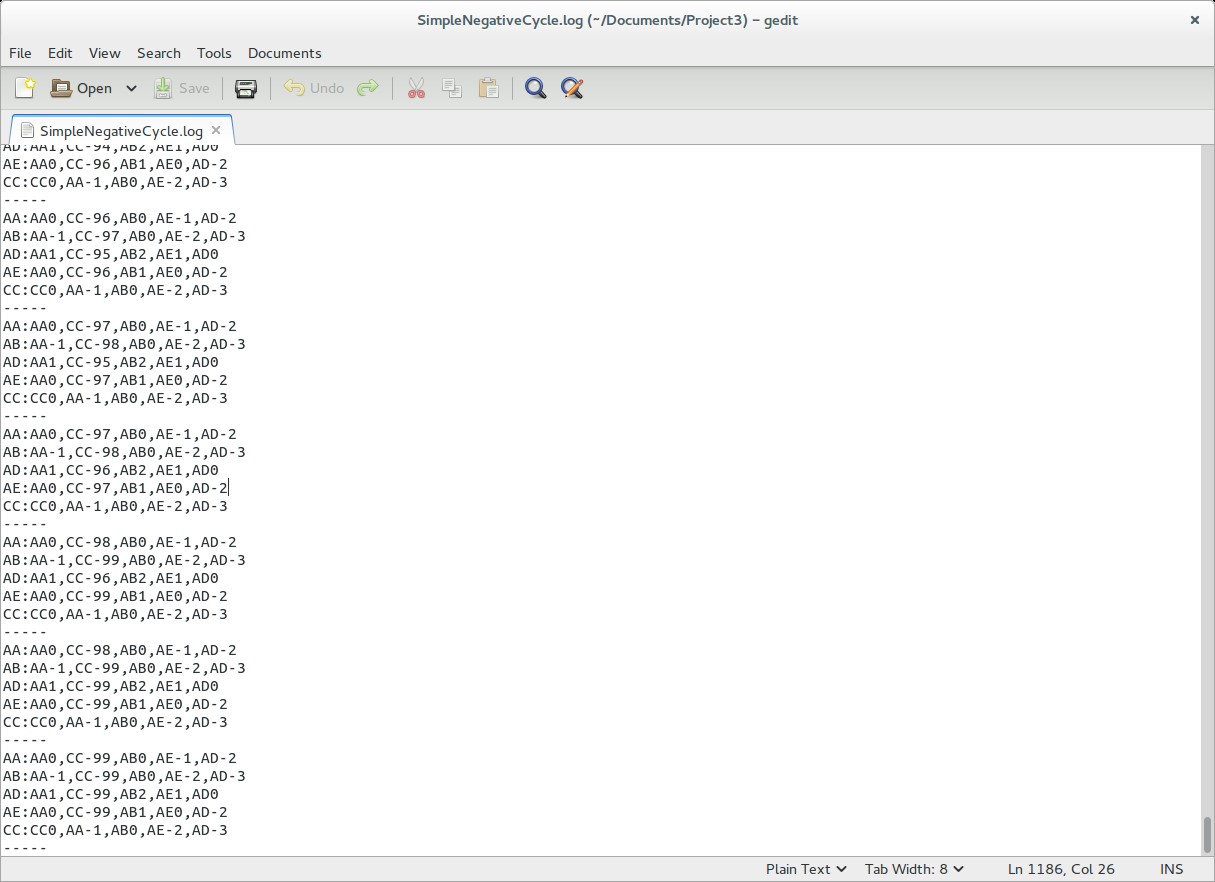 SimpleNegativeCycle.log (~/Documents/Project3) – gedit
File Edit View Search Tools Documents
Open Save Undo
SimpleNegativeCycle.log
AD:AA1,CC-94,AB2,AE1,AD0
AE:AA0,CC-96,AB1,AE0,AD-2
CC:CC0,AA-1,AB0,AE-2,AD-3
-----
AA:AA0,CC-96,AB0,AE-1,AD-2
AB:AA-1,CC-97,AB0,AE-2,AD-3
AD:AA1,CC-95,AB2,AE1,AD0
AE:AA0,CC-96,AB1,AE0,AD-2
CC:CC0,AA-1,AB0,AE-2,AD-3
-----
AA:AA0,CC-97,AB0,AE-1,AD-2
AB:AA-1,CC-98,AB0,AE-2,AD-3
AD:AA1,CC-95,AB2,AE1,AD0
AE:AA0,CC-97,AB1,AE0,AD-2
CC:CC0,AA-1,AB0,AE-2,AD-3
-----
AA:AA0,CC-97,AB0,AE-1,AD-2
AB:AA-1,CC-98,AB0,AE-2,AD-3
AD:AA1,CC-96,AB2,AE1,AD0
AE:AA0,CC-97,AB1,AE0,AD-2
CC:CC0,AA-1,AB0,AE-2,AD-3
-----
AA:AA0,CC-98,AB0,AE-1,AD-2
AB:AA-1,CC-99,AB0,AE-2,AD-3
AD:AA1,CC-96,AB2,AE1,AD0
AE:AA0,CC-99,AB1,AE0,AD-2
CC:CC0,AA-1,AB0,AE-2,AD-3
-----
AA:AA0,CC-98,AB0,AE-1,AD-2
AB:AA-1,CC-99,AB0,AE-2,AD-3
AD:AA1,CC-99,AB2,AE1,AD0
AE:AA0,CC-99,AB1,AE0,AD-2
CC:CC0,AA-1,AB0,AE-2,AD-3
-----
AA:AA0,CC-99,AB0,AE-1,AD-2
AB:AA-1,CC-99,AB0,AE-2,AD-3
AD:AA1,CC-99,AB2,AE1,AD0
AE:AA0,CC-99,AB1,AE0,AD-2
CC:CC0,AA-1,AB0,AE-2,AD-3
-----
Plain Text Tab Width: 8 Ln 1186, Col 26 INS